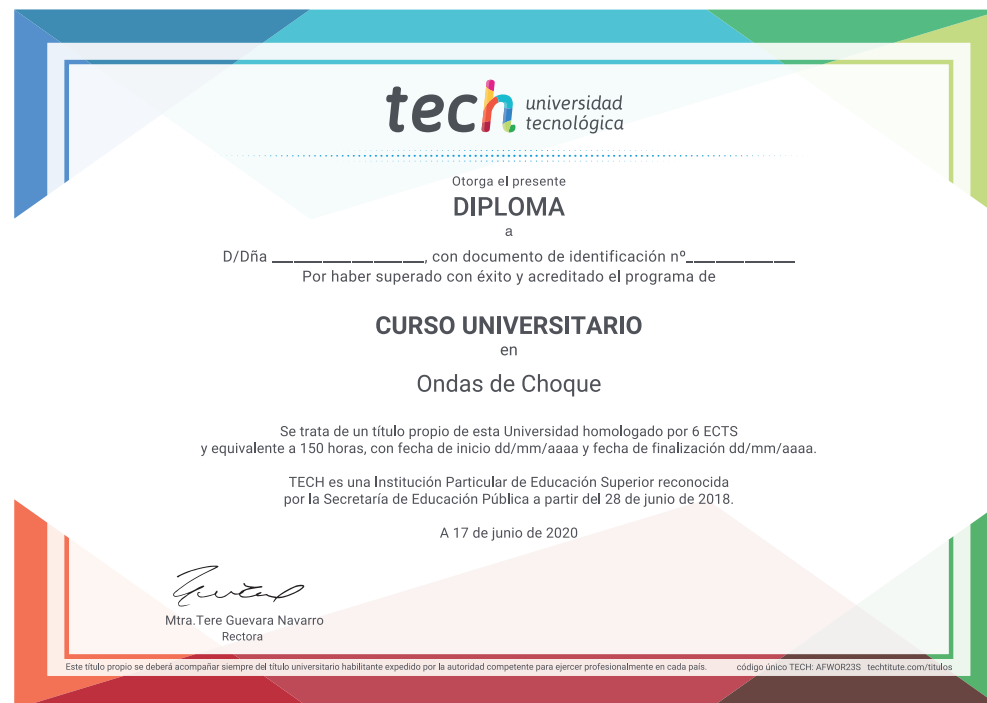 tech universidad
tecnológica
Otorga el presente
DIPLOMA
a
D/Dña ____________________, con documento de identificación nº______________
Por haber superado con éxito y acreditado el programa de
CURSO UNIVERSITARIO
en
Ondas de Choque
Se trata de un título propio de esta Universidad homologado por 6 ECTS
y equivalente a 150 horas, con fecha de inicio dd/mm/aaaa y fecha de finalización dd/mm/aaaa.
TECH es una Institución Particular de Educación Superior reconocida
por la Secretaría de Educación Pública a partir del 28 de junio de 2018.
A 17 de junio de 2020
Mtra.Tere Guevara Navarro
Rectora
Este título propio se deberá acompañar siempre del título universitario habilitante expedido por la autoridad competente para ejercer profesionalmente en cada país. código único TECH: AFWOR23S techtitute.com/titulos